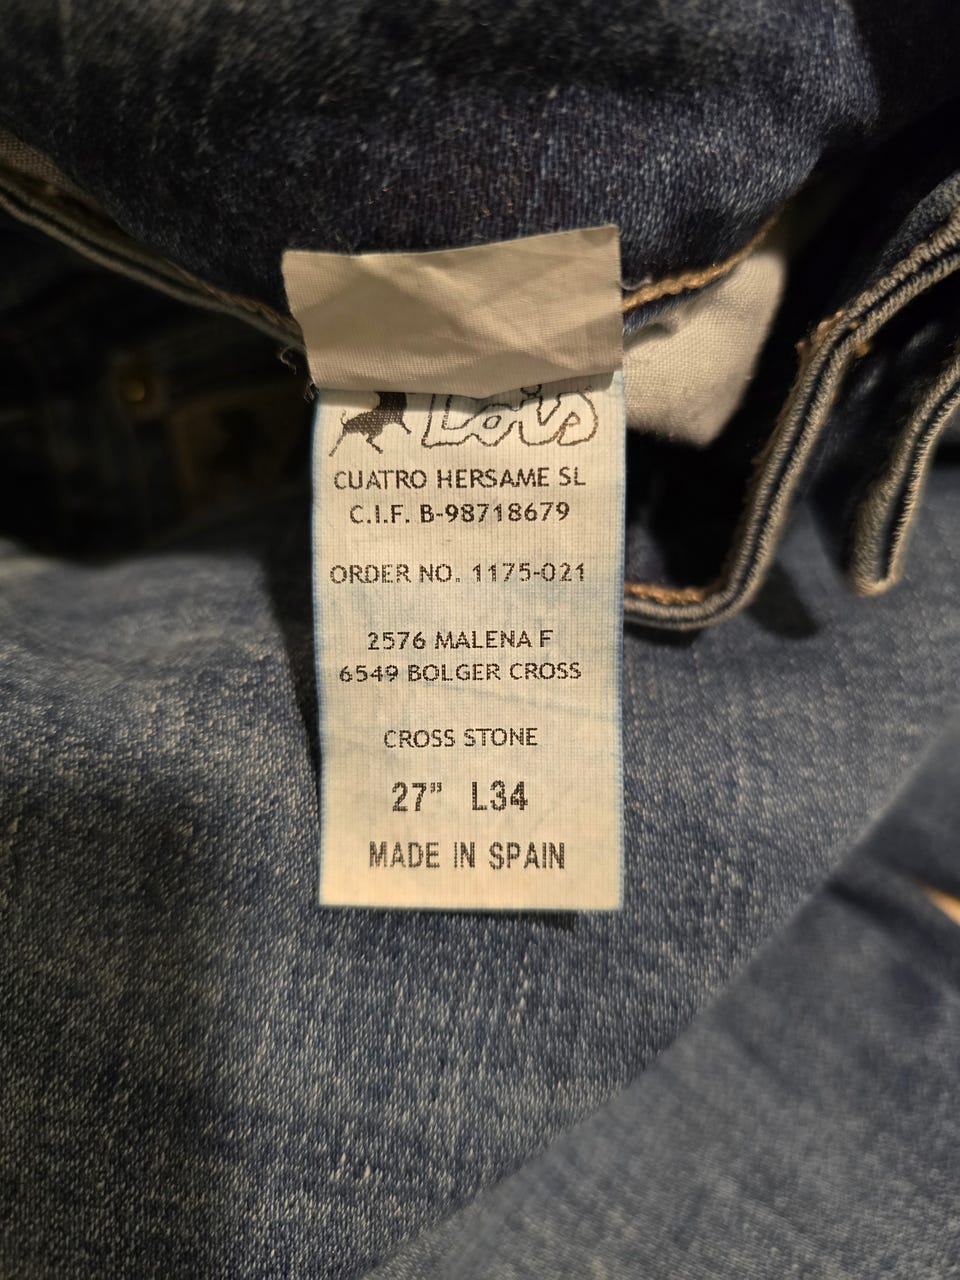 Lois
CUATRO HERSAME SL
C.I.F. B-98718679
ORDER NO. 1175-021
2576 MALENA F
6549 BOLGER CROSS
CROSS STONE
27” L34
MADE IN SPAIN